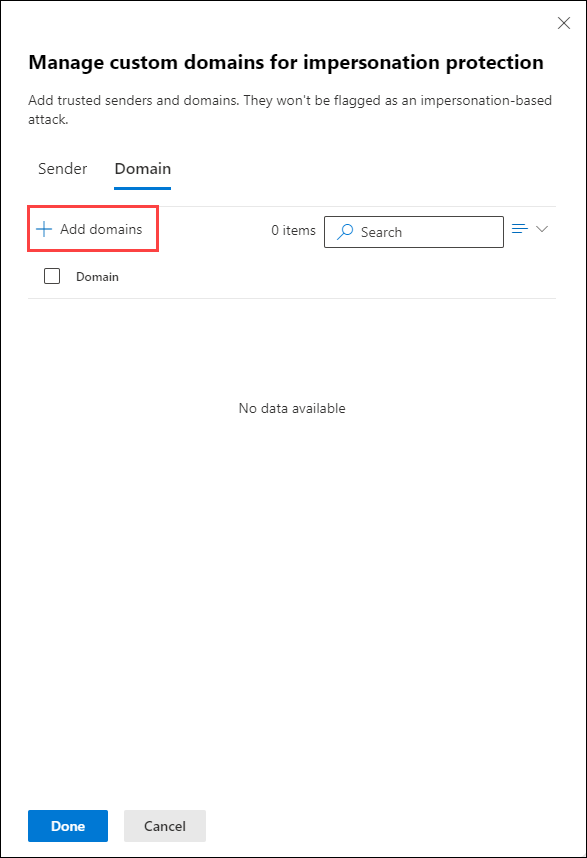 Manage custom domains for impersonation protection
Add trusted senders and domains. They won't be flagged as an impersonation-based
attack.
Sender Domain
Add domains 0 items Search
Domain
No data available
Done Cancel